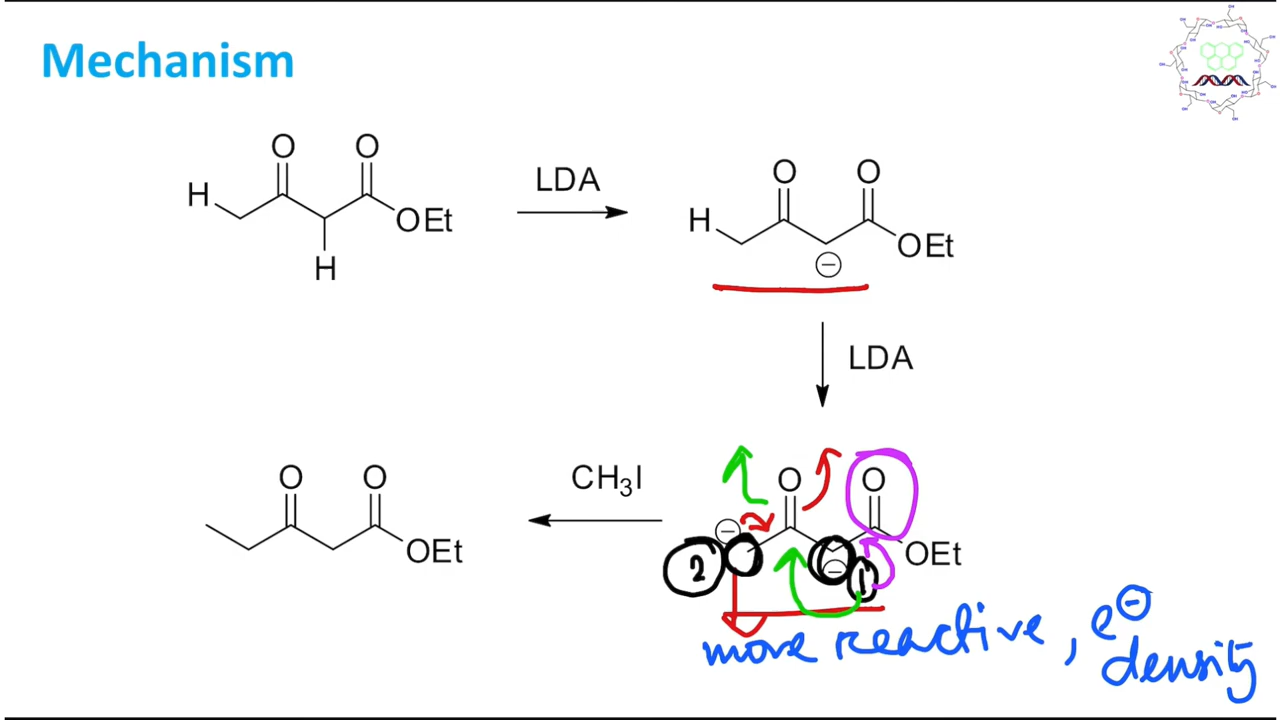 Mechanism
O O
H OEt
H
LDA
O O
H OEt
⊖
LDA
O O
⊖ OEt
⊖
2 1
CH3I
O O
OEt
more reactive, e⊖
density